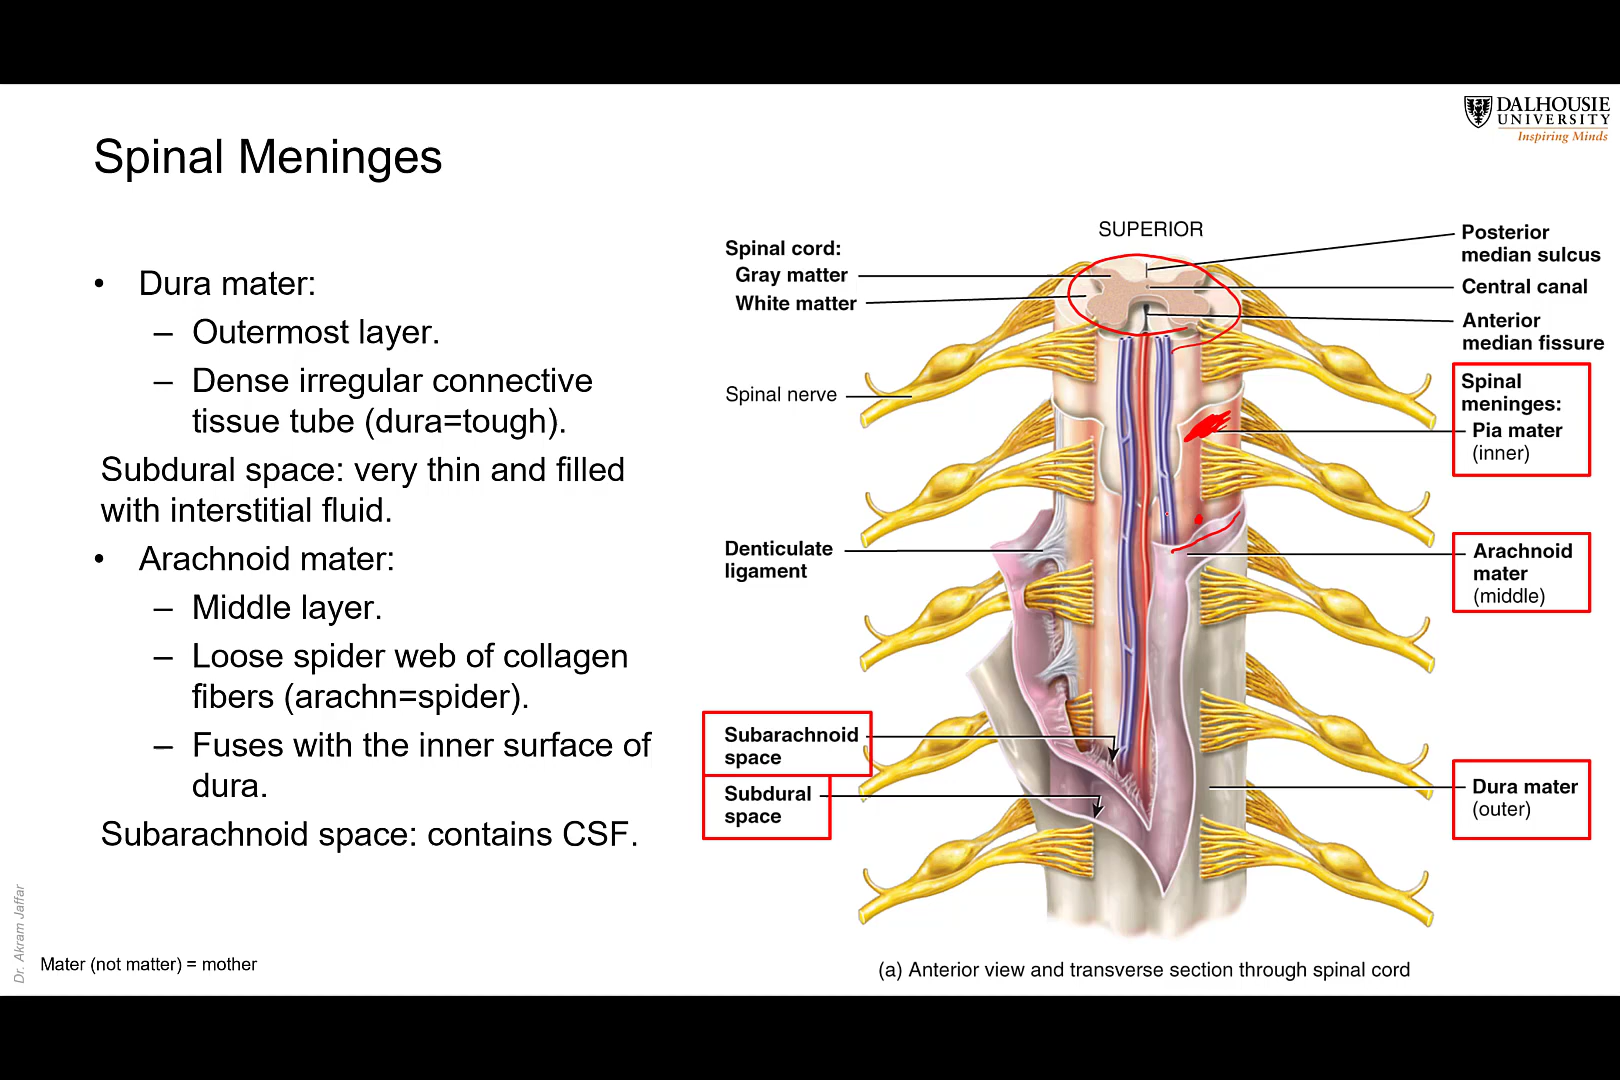 DALHOUSIE
UNIVERSITY
Inspiring Minds
Spinal Meninges
• Dura mater:
– Outermost layer.
– Dense irregular connective
tissue tube (dura=tough).
Subdural space: very thin and filled
with interstitial fluid.
• Arachnoid mater:
– Middle layer.
– Loose spider web of collagen
fibers (arachn=spider).
– Fuses with the inner surface of
dura.
Subarachnoid space: contains CSF.
Mater (not matter) = mother
Dr. Akram Jaffar
SUPERIOR
Spinal cord:
Gray matter
White matter
Spinal nerve
Denticulate
ligament
Subarachnoid
space
Subdural
space
Posterior
median sulcus
Central canal
Anterior
median fissure
Spinal
meninges:
Pia mater
(inner)
Arachnoid
mater
(middle)
Dura mater
(outer)
(a) Anterior view and transverse section through spinal cord